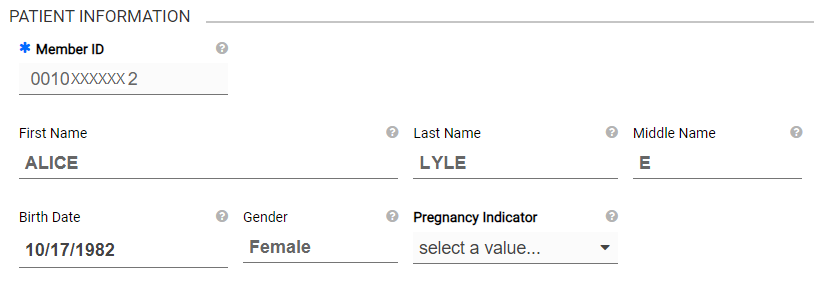 PATIENT INFORMATION
* Member ID ?
0010XXXXXX2
First Name ? Last Name ? Middle Name ?
ALICE LYLE E
Birth Date ? Gender ? Pregnancy Indicator ?
10/17/1982 Female select a value...